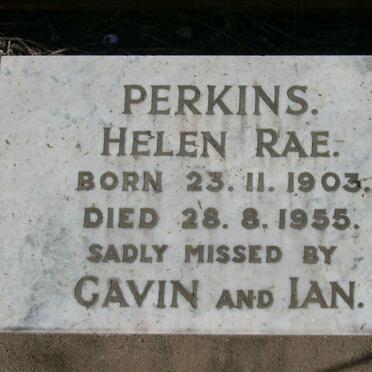 PERKINS.
HELEN RAE.
BORN 23.11.1903.
DIED 28.8.1955.
SADLY MISSED BY
GAVIN AND IAN.